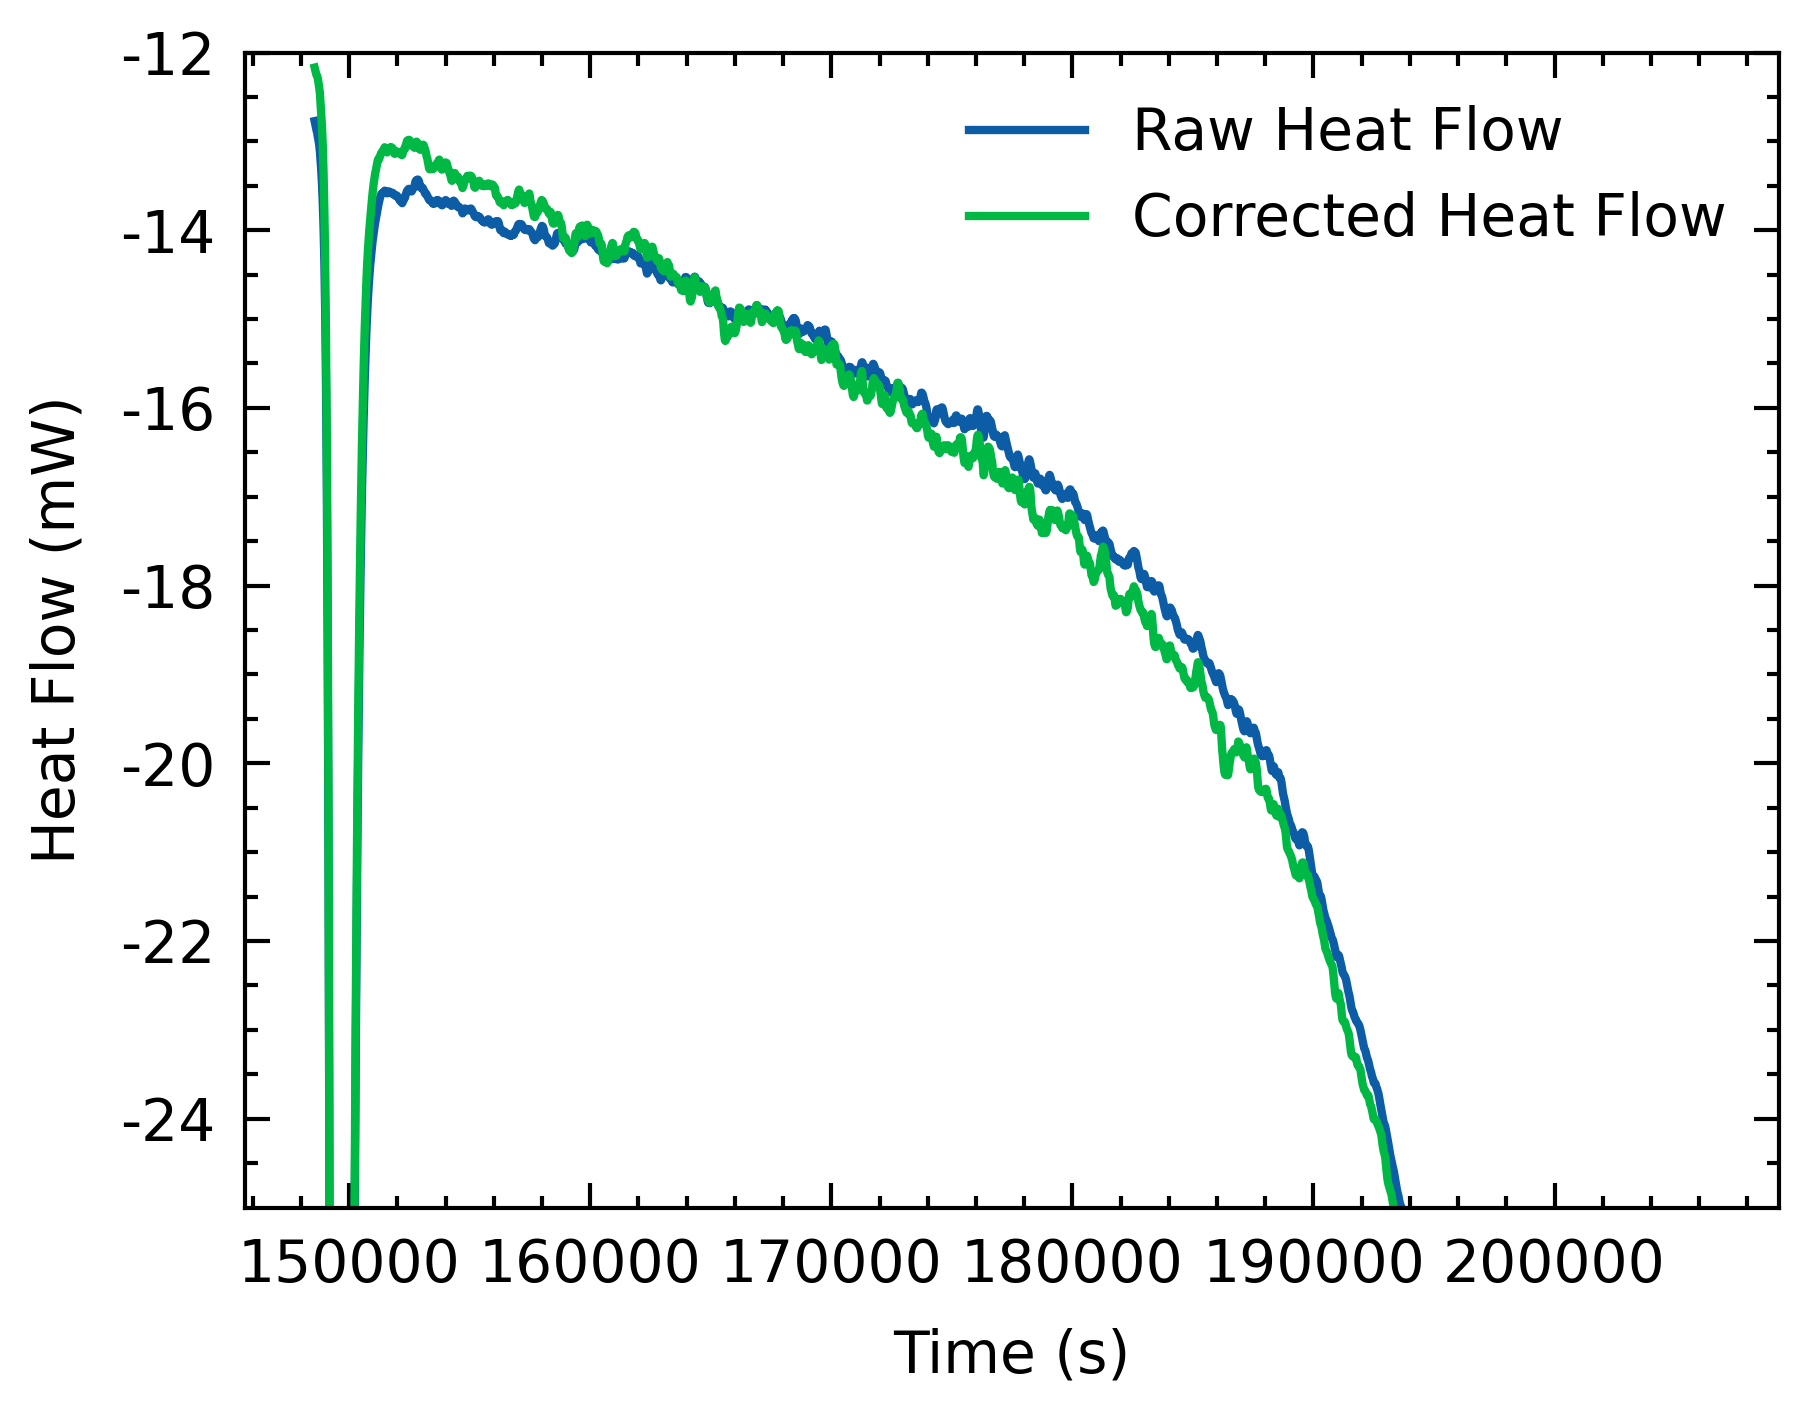 -12
-14
-16
-18
-20
-22
-24
Heat Flow (mW)
Raw Heat Flow
Corrected Heat Flow
150000 160000 170000 180000 190000 200000
Time (s)